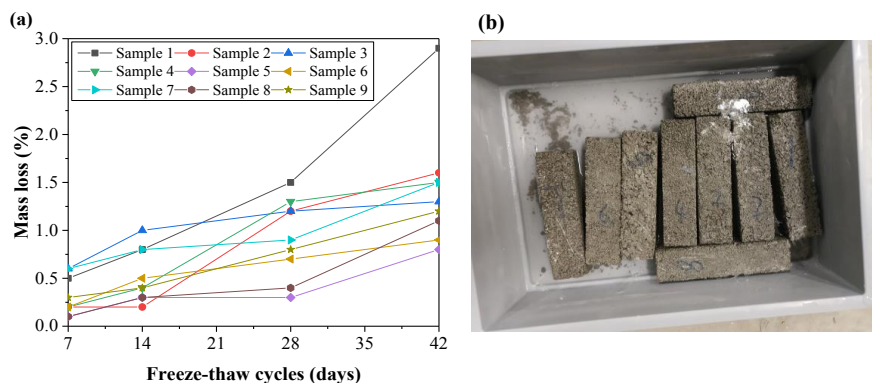 (a)
3.0
2.5
2.0
1.5
1.0
0.5
0.0
Mass loss (%)
Sample 1 Sample 2 Sample 3
Sample 4 Sample 5 Sample 6
Sample 7 Sample 8 Sample 9
7 14 21 28 35 42
Freeze-thaw cycles (days)
(b)